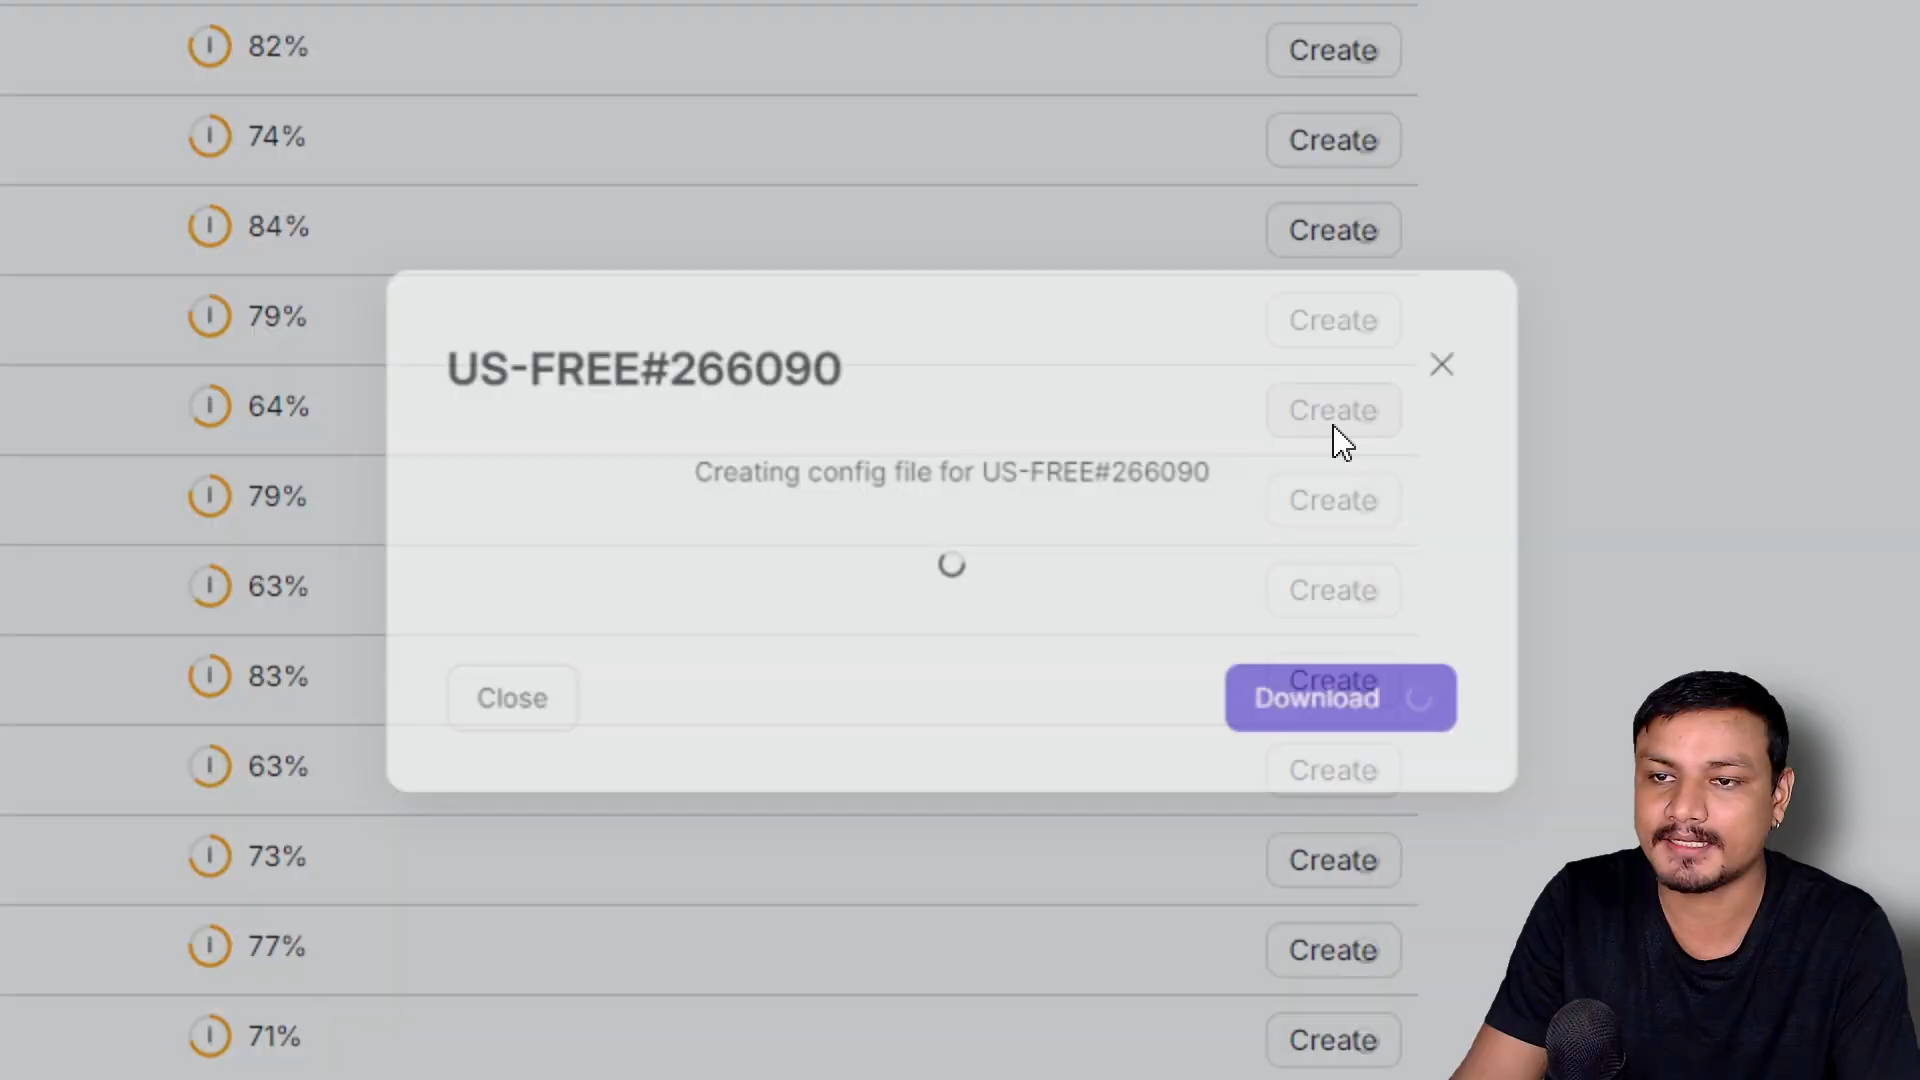 82% Create
74% Create
84% Create
79% Create
US-FREE#266090
64% Create
Creating config file for US-FREE#266090
79% Create
63% Create
83% Create
Close Download
63% Create
73% Create
77% Create
71% Create